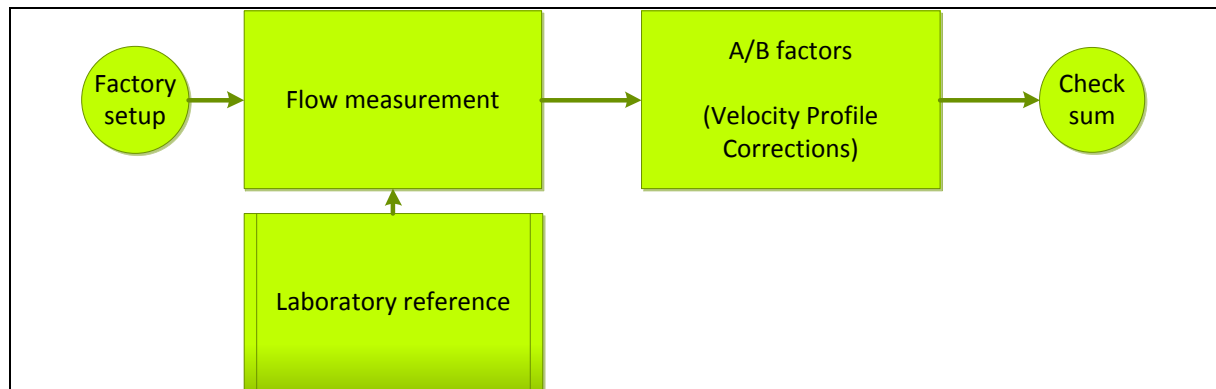 Factory
setup
Flow measurement
A/B factors
(Velocity Profile
Corrections)
Check
sum
Laboratory reference